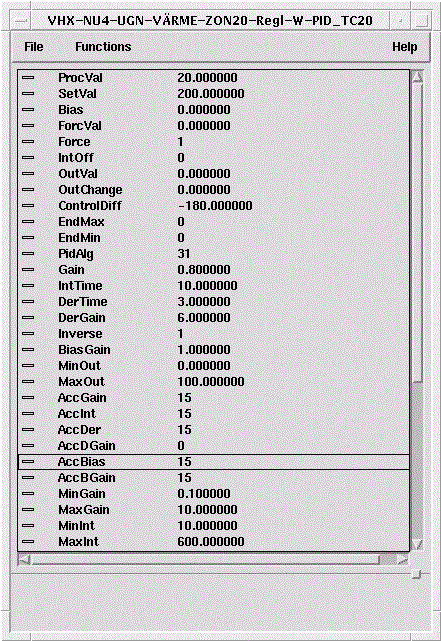 VHX-NU4-UGN-VÄRME-ZON20-Regl-W-PID_TC20
File Functions Help
ProcVal 20.000000
SetVal 200.000000
Bias 0.000000
ForcVal 0.000000
Force 1
IntOff 0
OutVal 0.000000
OutChange 0.000000
ControlDiff -180.000000
EndMax 0
EndMin 0
PidAlg 31
Gain 0.800000
IntTime 10.000000
DerTime 3.000000
DerGain 6.000000
Inverse 1
BiasGain 1.000000
MinOut 0.000000
MaxOut 100.000000
AccGain 15
AccInt 15
AccDer 15
AccDGain 0
AccBias 15
AccBGain 15
MinGain 0.100000
MaxGain 10.000000
MinInt 10.000000
MaxInt 600.000000